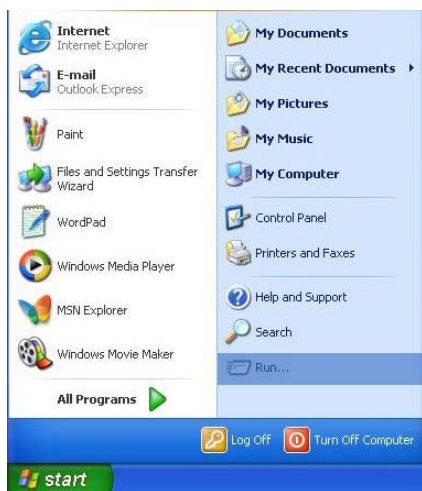 Internet
Internet Explorer
E-mail
Outlook Express
Paint
Files and Settings Transfer
Wizard
WordPad
Windows Media Player
MSN Explorer
Windows Movie Maker
All Programs
My Documents
My Recent Documents
My Pictures
My Music
My Computer
Control Panel
Printers and Faxes
Help and Support
Search
Run...
Log Off
Turn Off Computer
start